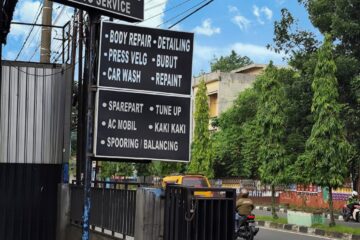 SERVICE
• BODY REPAIR • DETAILING
• PRESS VELG • BUBUT
• CAR WASH • REPAINT
• SPAREPART • TUNE UP
• AC MOBIL • KAKI KAKI
• SPOORING / BALANCING